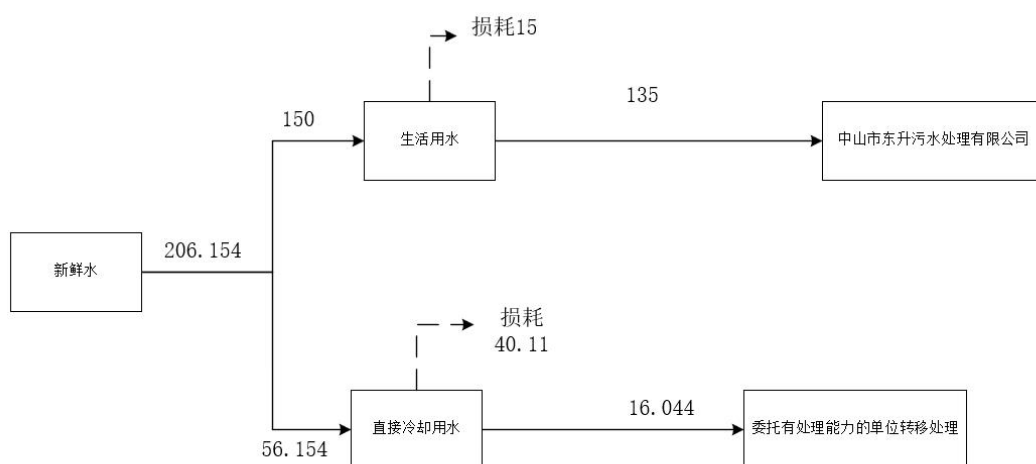 损耗15
150
135
生活用水
中山市东升污水处理有限公司
206.154
新鲜水
损耗
40.11
16.044
56.154
直接冷却用水
委托有处理能力的单位转移处理